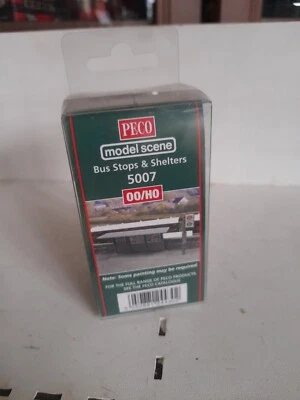 PECO
model scene
Bus Stops & Shelters
5007
OO/HO
Note: Some painting may be required
FOR THE FULL RANGE OF PECO PRODUCTS
SEE THE PECO CATALOGUE